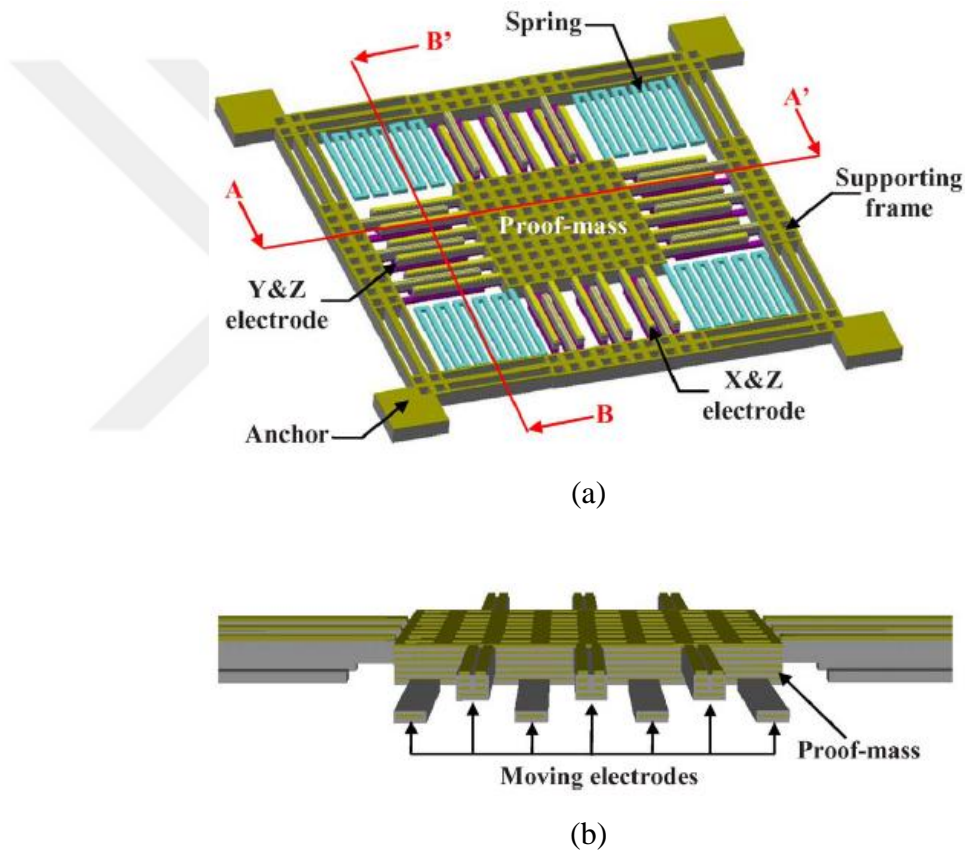 Spring
B'
A'
A
Supporting
frame
Proof-mass
Y&Z
electrode
X&Z
electrode
Anchor
B
(a)
Proof-mass
Moving electrodes
(b)